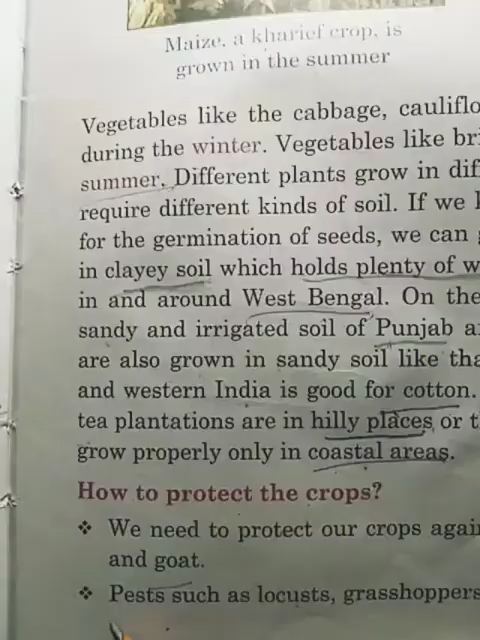 Maize, a kharief crop, is
grown in the summer
Vegetables like the cabbage, cauliflo
during the winter. Vegetables like bri
summer. Different plants grow in dif
require different kinds of soil. If we
for the germination of seeds, we can
in clayey soil which holds plenty of w
in and around West Bengal. On the
sandy and irrigated soil of Punjab a
are also grown in sandy soil like tha
and western India is good for cotton.
tea plantations are in hilly places or t
grow properly only in coastal areas.
How to protect the crops?
❖ We need to protect our crops agai
and goat.
❖ Pests such as locusts, grasshoppers